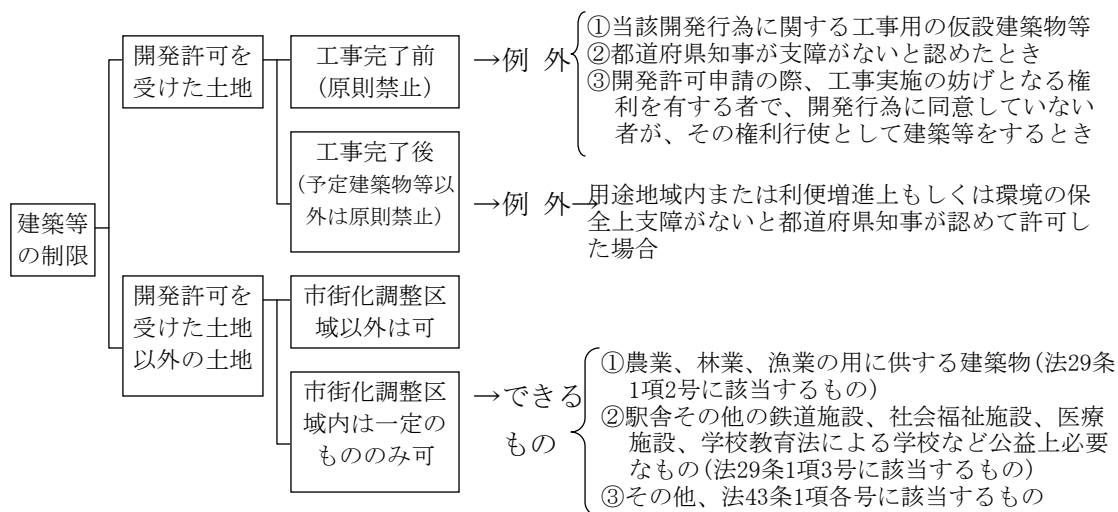 建築等
の制限
開発許可を
受けた土地
工事完了前
(原則禁止)
→例 外
①当該開発行為に関する工事用の仮設建築物等
②都道府県知事が支障がないと認めたとき
③開発許可申請の際、工事実施の妨げとなる権
利を有する者で、開発行為に同意していない
者が、その権利行使として建築等をするとき
工事完了後
(予定建築物等以
外は原則禁止)
→例 外→
用途地域内または利便増進上もしくは環境の保
全上支障がないと都道府県知事が認めて許可し
た場合
開発許可を
受けた土地
以外の土地
市街化調整区
域以外は可
市街化調整区
域内は一定の
もののみ可
→できる
もの
①農業、林業、漁業の用に供する建築物(法29条
1項2号に該当するもの)
②駅舎その他の鉄道施設、社会福祉施設、医療
施設、学校教育法による学校など公益上必要
なもの(法29条1項3号に該当するもの)
③その他、法43条1項各号に該当するもの